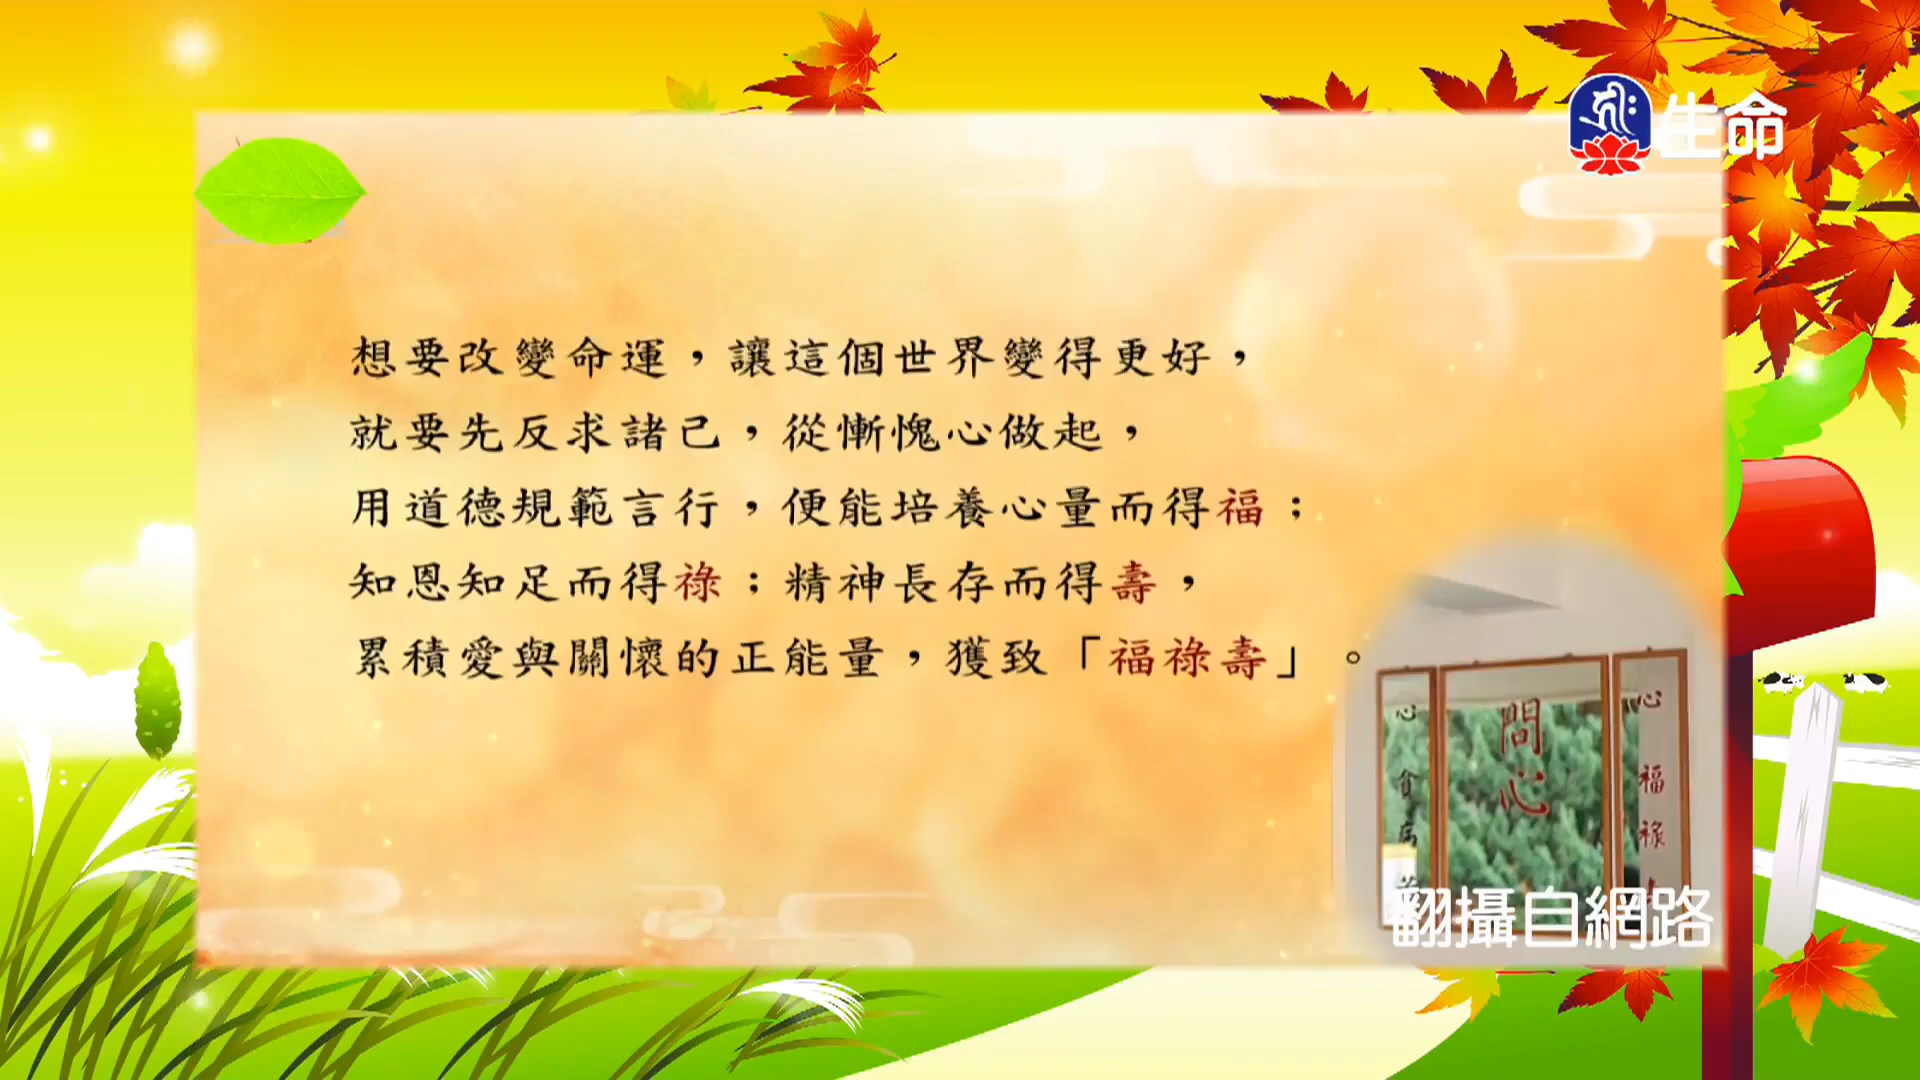 生命
想要改變命運，讓這個世界變得更好，
就要先反求諸己，從慚愧心做起，
用道德規範言行，便能培養心量而得福；
知恩知足而得祿；精神長存而得壽，
累積愛與關懷的正能量，獲致「福祿壽」。
問心
心福祿
心貪
翻攝自網路